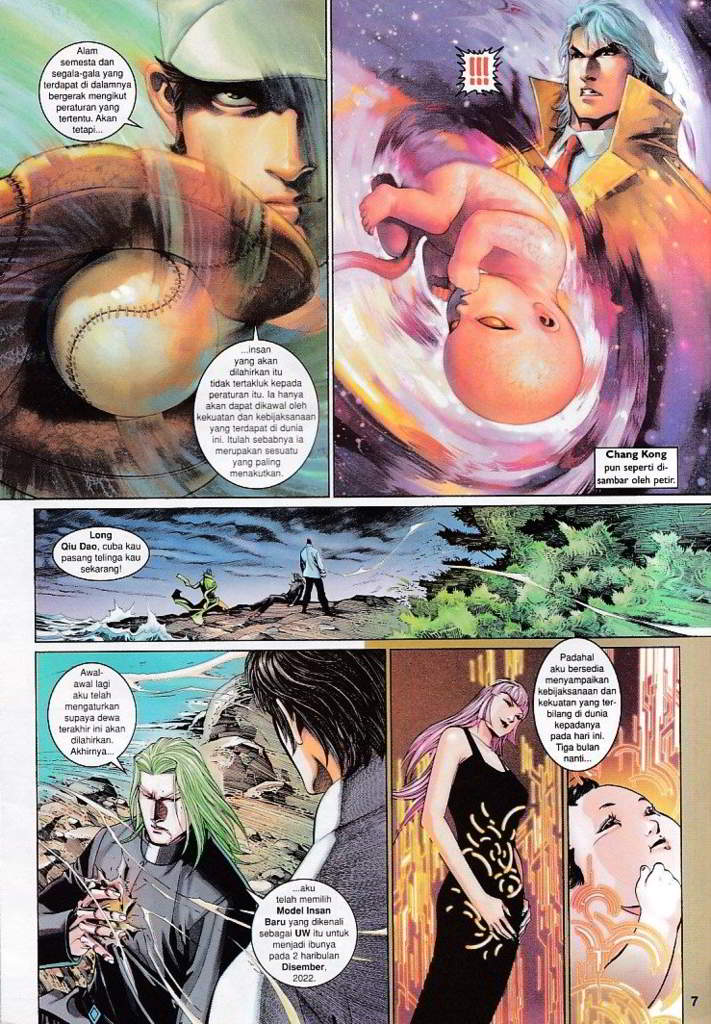 Alam
semesta dan
segala-gala yang
terdapat di dalamnya
bergerak mengikut
peraturan yang
tertentu. Akan
tetapi...
...insan
yang akan
dilahirkan itu
tidak tertakluk kepada
peraturan itu. Ia hanya
akan dapat dikawal oleh
kekuatan dan kebijaksanaan
yang terdapat di dunia
ini. Itulah sebabnya ia
merupakan sesuatu
yang paling
menakutkan.
!!!
Chang Kong
pun seperti di-
sambar oleh petir.
Long
Qiu Dao, cuba kau
pasang telinga kau
sekarang!
Awal-
awal lagi
aku telah
mengaturkan
supaya dewa
terakhir ini akan
dilahirkan.
Akhirnya...
...aku
telah memilih
Model Insan
Baru yang dikenali
sebagai UW itu untuk
menjadi ibunya
pada 2 haribulan
Disember,
2022.
Padahal
aku bersedia
menyampaikan
kebijaksanaan dan
kekuatan yang ter-
bilang di dunia
kepadanya
pada hari ini.
Tiga bulan
nanti...
7